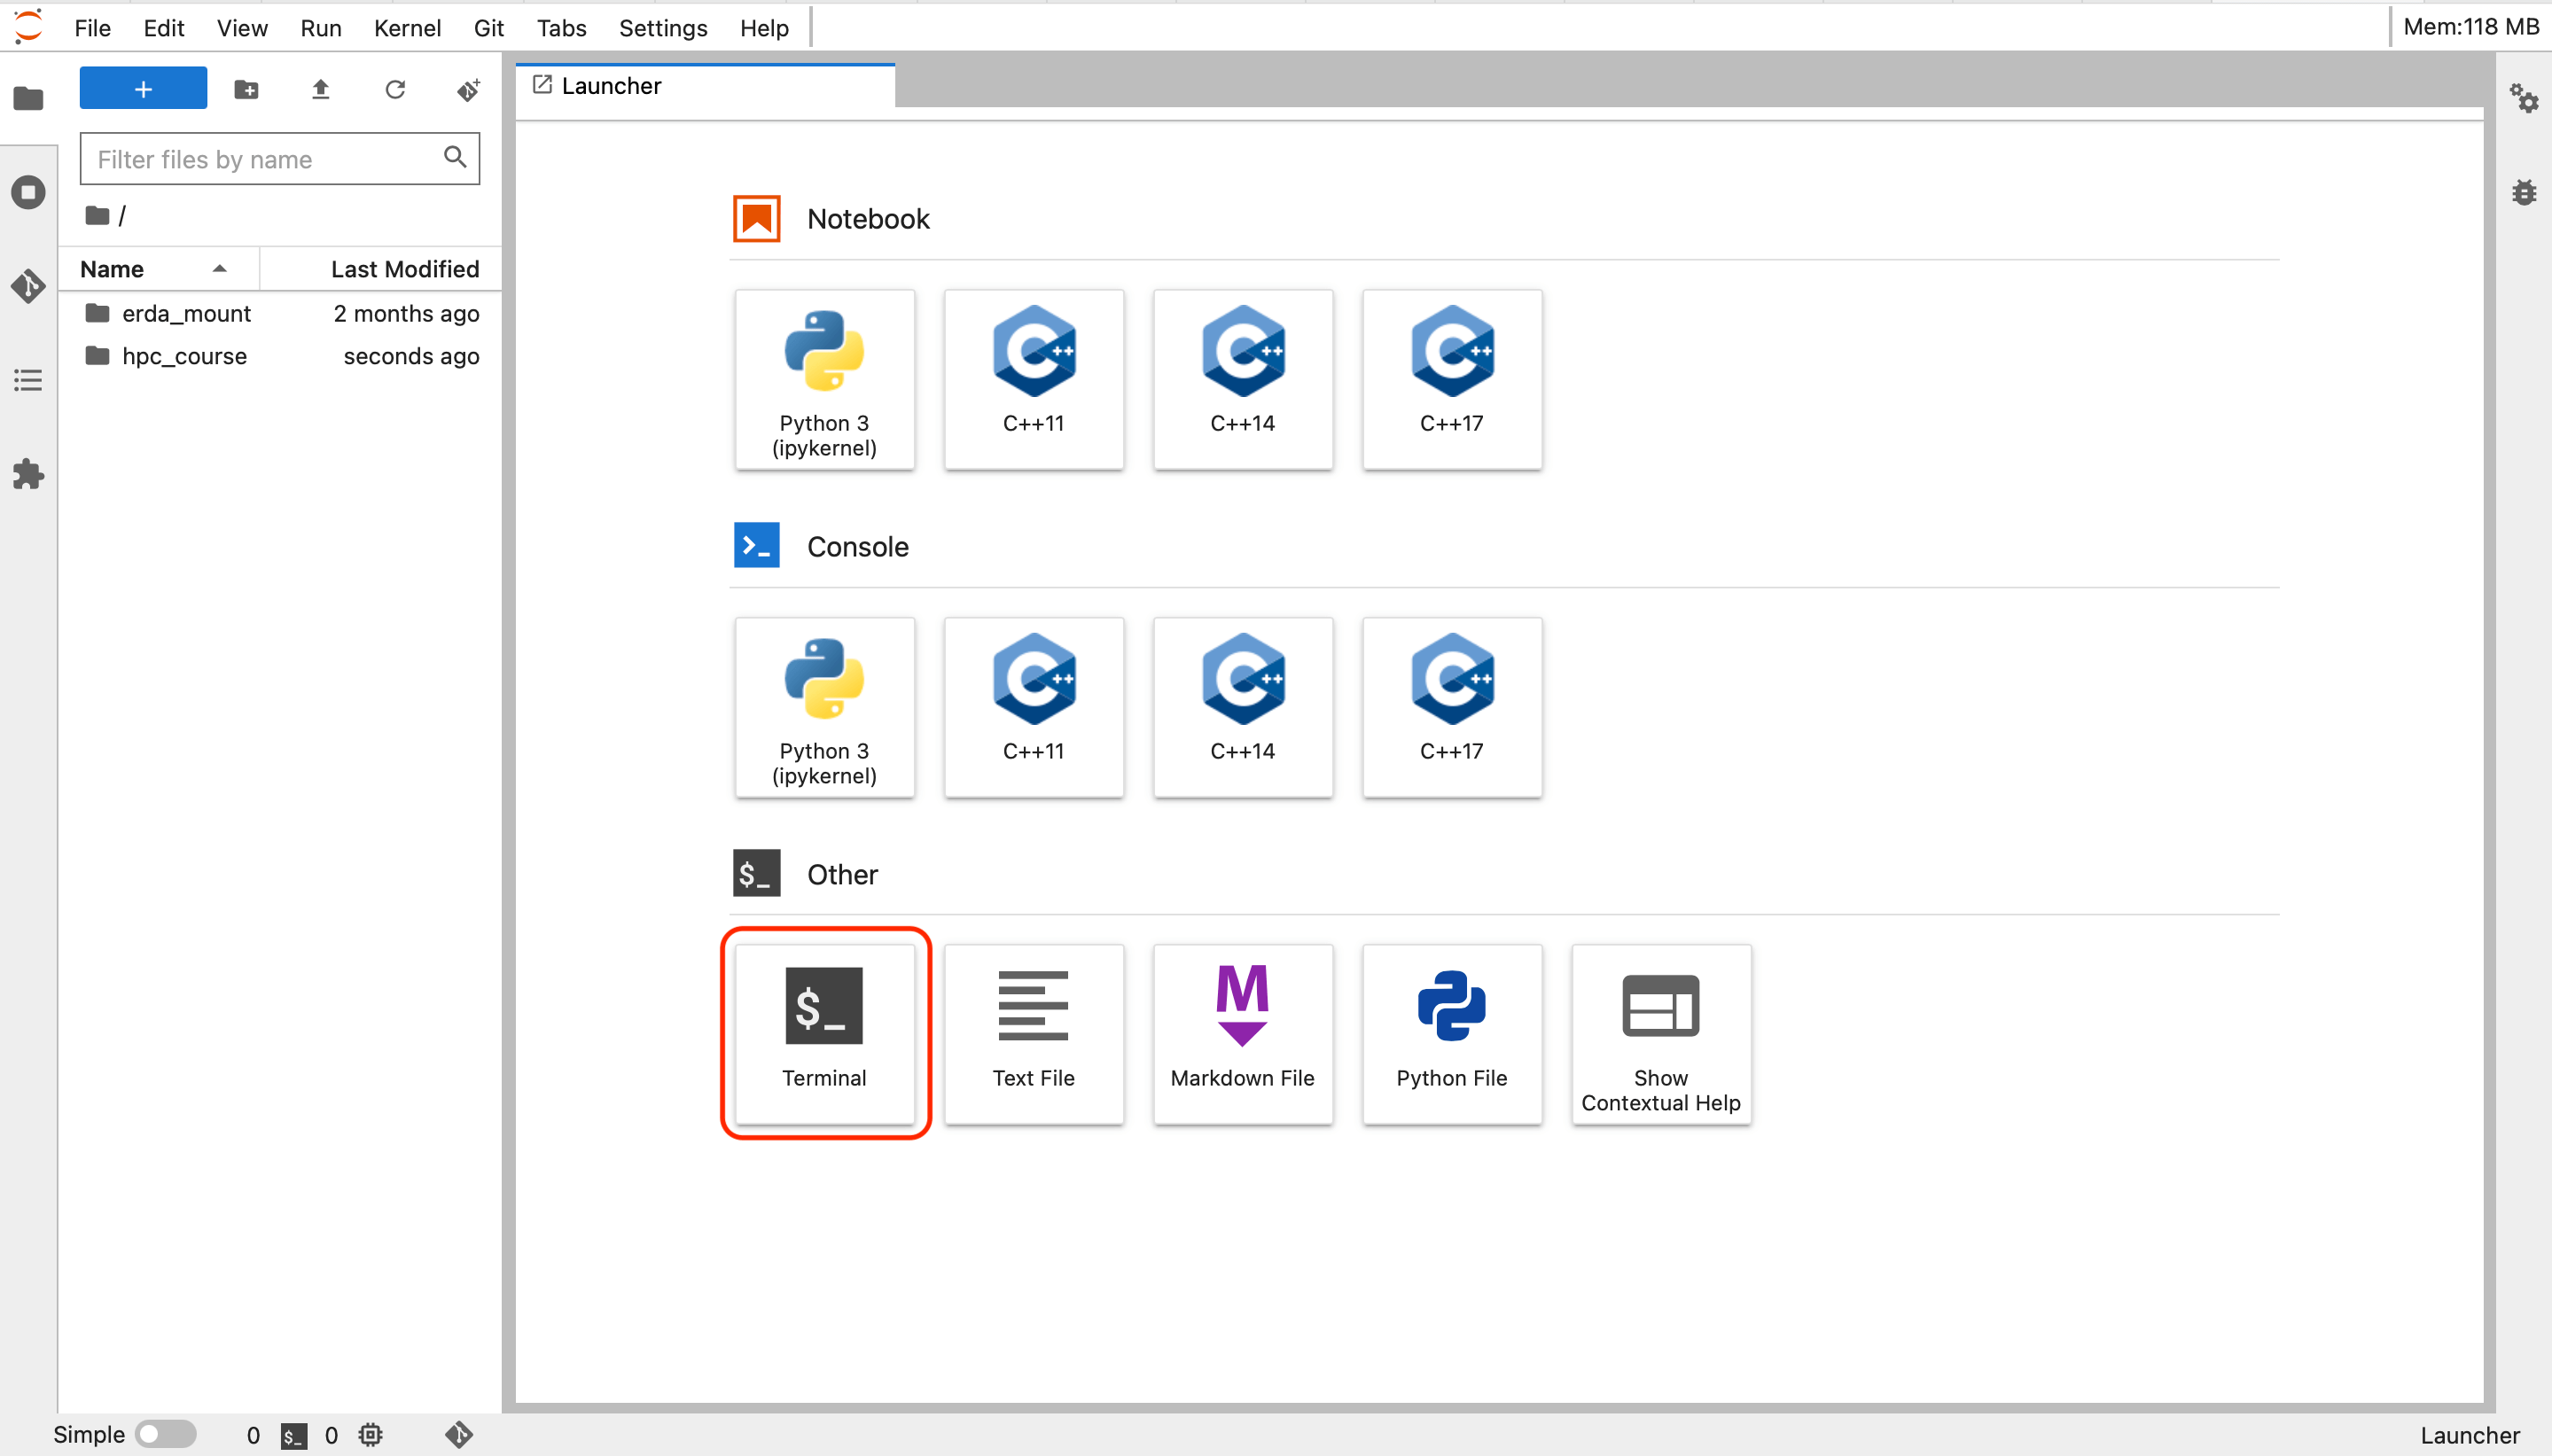 File Edit View Run Kernel Git Tabs Settings Help
Mem:118 MB
+
Launcher
Filter files by name
/
Name Last Modified
erda_mount 2 months ago
hpc_course seconds ago
Notebook
Python 3
(ipykernel)
C++11
C++14
C++17
>_ Console
Python 3
(ipykernel)
C++11
C++14
C++17
$_ Other
$_
Terminal
Text File
M
Markdown File
Python File
Show
Contextual Help
Simple 0 $_ 0
Launcher